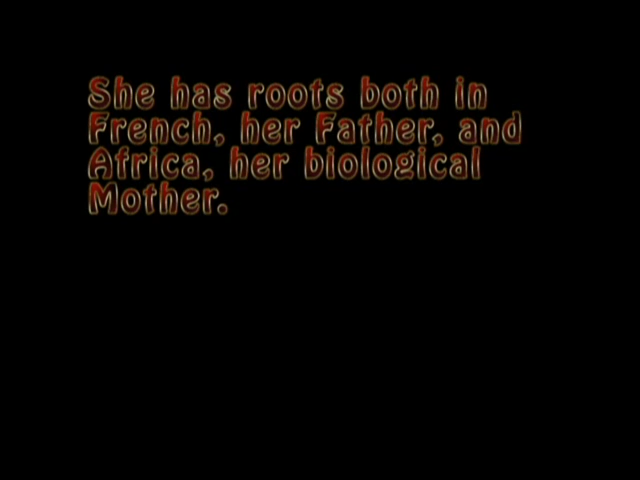 She has roots both in
French, her Father, and
Africa, her biological
Mother.